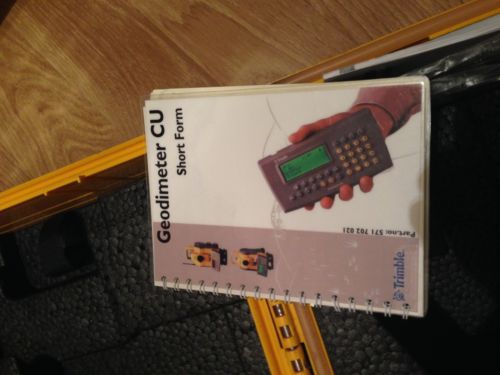 Geodimeter CU
Short Form
Part.no: 571 702 021
Trimble